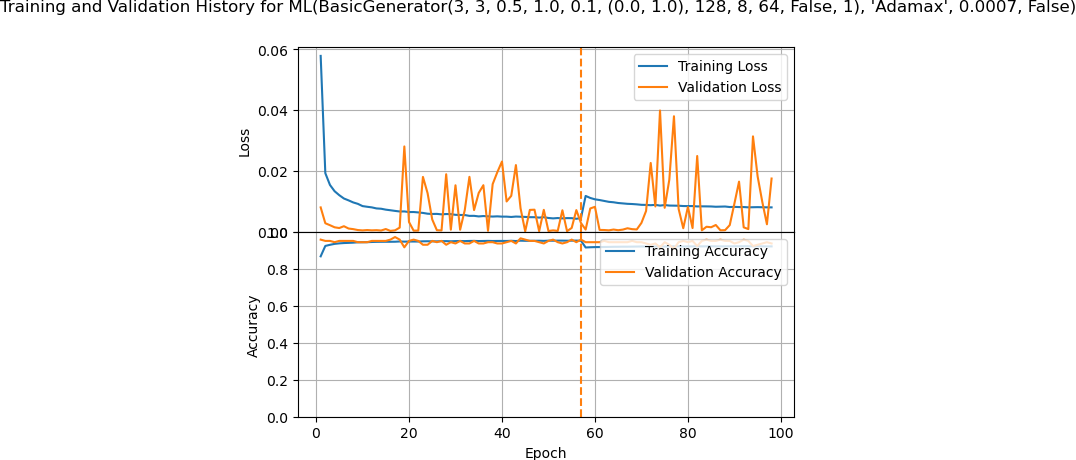 Training and Validation History for ML(BasicGenerator(3, 3, 0.5, 1.0, 0.1, (0.0, 1.0), 128, 8, 64, False, 1), 'Adamax', 0.0007, False)
0.06
Training Loss
Validation Loss
0.04
Loss
0.02
0.00
1.0
Training Accuracy
Validation Accuracy
0.8
0.6
Accuracy
0.4
0.2
0.0
0 20 40 60 80 100
Epoch